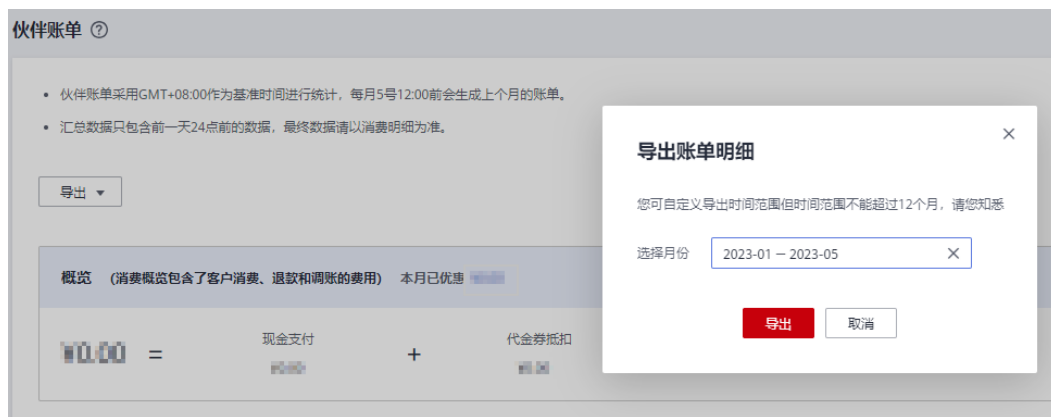 伙伴账单
伙伴账单采用GMT+08:00作为基准时间进行统计，每月5号12:00前会生成上个月的账单。
汇总数据只包含前一天24点前的数据，最终数据请以消费明细为准。
导出
概览 (消费概览包含了客户消费、退款和调账的费用) 本月已优惠
¥0.00 = 现金支付 + 代金券抵扣
导出账单明细
您可自定义导出时间范围但时间范围不能超过12个月，请您知悉
选择月份 2023-01 – 2023-05
导出 取消